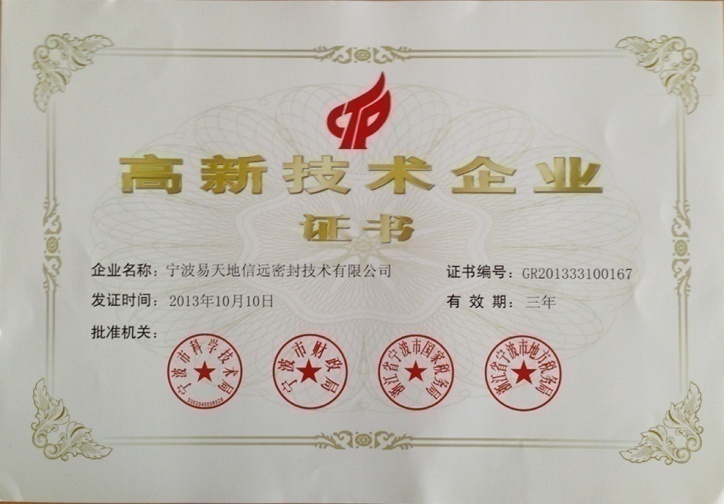 高新技术企业
证书
企业名称：宁波易天地信远密封技术有限公司
证书编号：GR201333100167
发证时间：2013年10月10日
有 效 期：三年
批准机关：
宁波市科学技术局
宁波市财政局
浙江省宁波市国家税务局
浙江省宁波市地方税务局